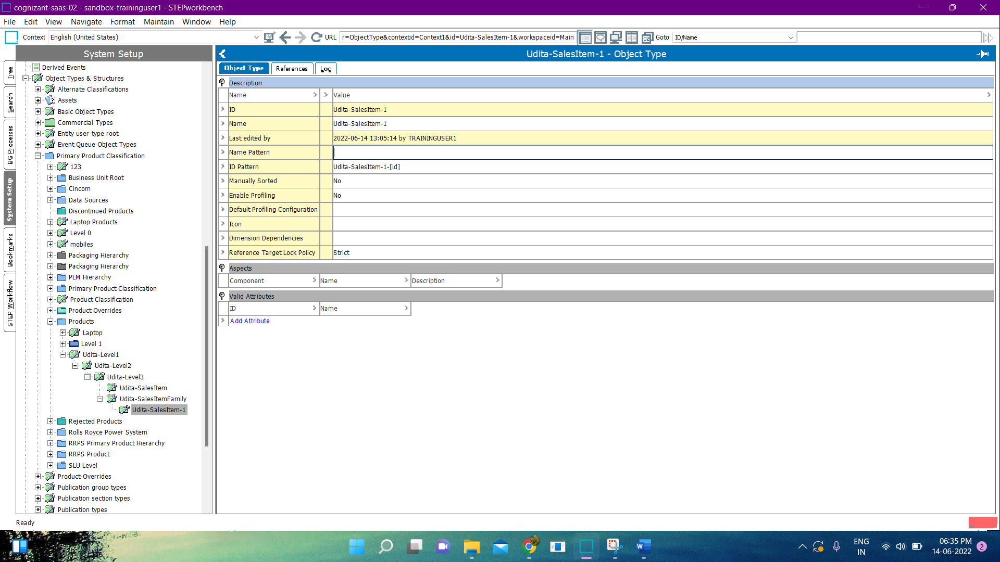 cognizant-saas-02 - sandbox-traininguser1 - STEPworkbench
File Edit View Navigate Format Maintain Window Help
Context English (United States) URL r=ObjectType&contextid=Context1&id=Udita-SalesItem-1&workspaceid=Main Goto ID/Name
System Setup
Udita-SalesItem-1 - Object Type
Tree
Search
BG Processes
System Setup
Bookmarks
STEP Workflow
Derived Events
Object Types & Structures
Alternate Classifications
Assets
Basic Object Types
Commercial Types
Entity user-type root
Event Queue Object Types
Primary Product Classification
123
Business Unit Root
Cincom
Data Sources
Discontinued Products
Laptop Products
Level 0
mobiles
Packaging Hierarchy
Packaging Hierarchy
PLM Hierarchy
Primary Product Classification
Product Classification
Product Overrides
Products
Laptop
Level 1
Udita-Level1
Udita-Level2
Udita-Level3
Udita-SalesItem
Udita-SalesItemFamily
Udita-SalesItem-1
Rejected Products
Rolls Royce Power System
RRPS Primary Product Hierarchy
RRPS Product
SLU Level
Product-Overrides
Publication group types
Publication section types
Publication types
Object Type References Log
Description
Name Value
ID Udita-SalesItem-1
Name Udita-SalesItem-1
Last edited by 2022-06-14 13:05:14 by TRAININGUSER1
Name Pattern
ID Pattern Udita-SalesItem-1-[id]
Manually Sorted No
Enable Profiling No
Default Profiling Configuration
Icon
Dimension Dependencies
Reference Target Lock Policy Strict
Aspects
Component Name Description
Valid Attributes
ID Name
Add Attribute
Ready
ENG
IN
06:35 PM
14-06-2022
2